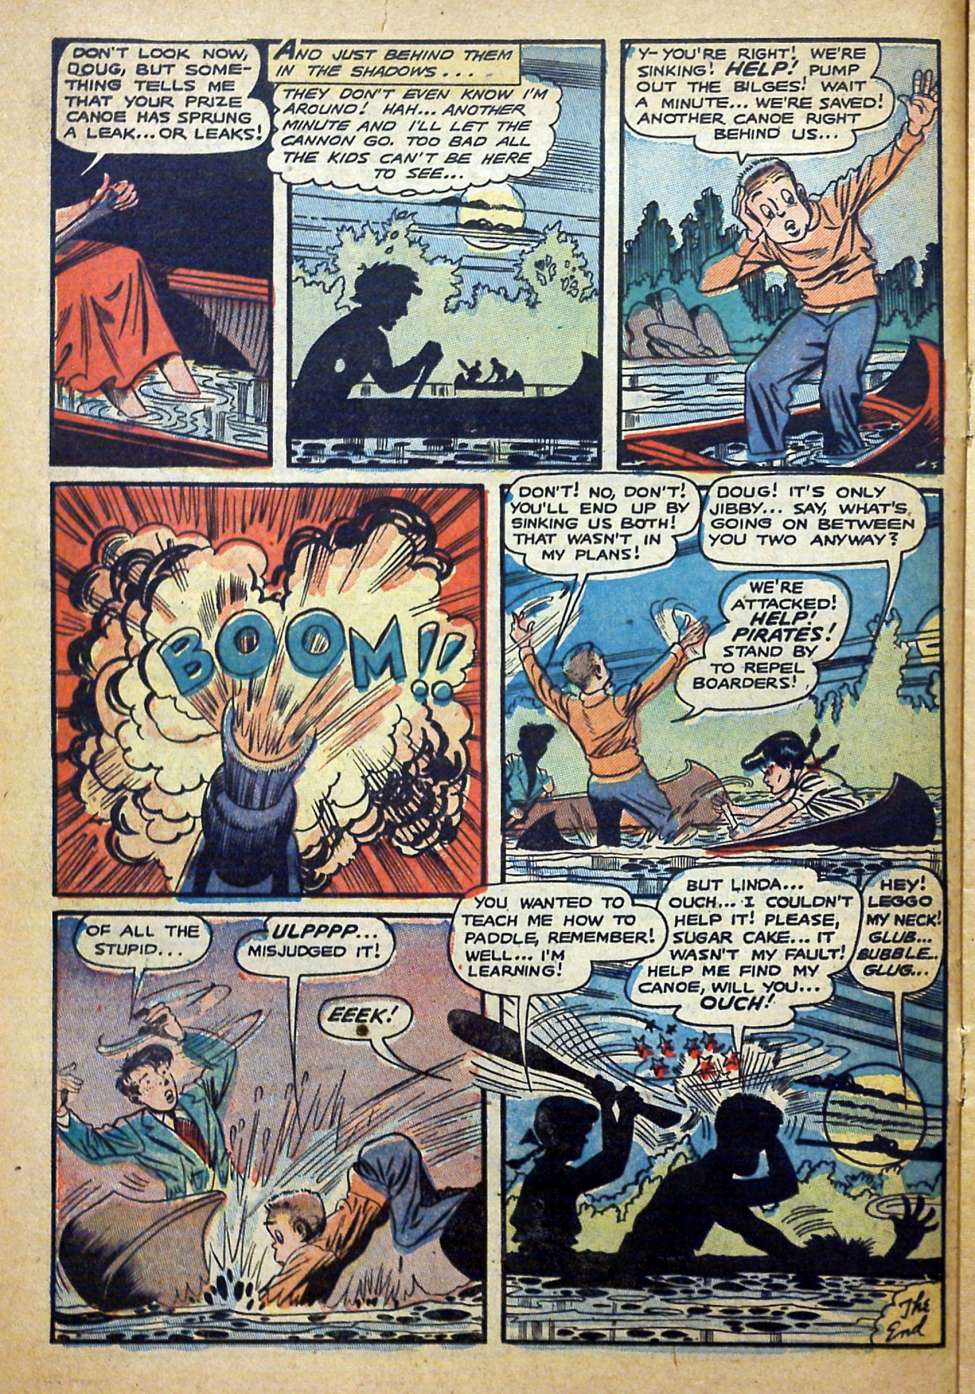 DON'T LOOK NOW,
DOUG, BUT SOME-
THING TELLS ME
THAT YOUR PRIZE
CANOE HAS SPRUNG
A LEAK...OR LEAKS!
AND JUST BEHIND THEM
IN THE SHADOWS....
THEY DON'T EVEN KNOW I'M
AROUND! HAH... ANOTHER
MINUTE AND I'LL LET THE
CANNON GO. TOO BAD ALL
THE KIDS CAN'T BE HERE
TO SEE...
Y-YOU'RE RIGHT! WE'RE
SINKING! HELP! PUMP
OUT THE BILGES! WAIT
A MINUTE... WE'RE SAVED!
ANOTHER CANOE RIGHT
BEHIND US...
BOOM!!
DON'T! NO, DON'T!
YOU'LL END UP BY
SINKING US BOTH!
THAT WASN'T IN
MY PLANS!
DOUG! IT'S ONLY
JIBBY... SAY, WHAT'S
GOING ON BETWEEN
YOU TWO ANYWAY?
WE'RE
ATTACKED!
HELP!
PIRATES!
STAND BY
TO REPEL
BOARDERS!
OF ALL THE
STUPID...
ULPPPP...
MISJUDGED IT!
EEEK!
YOU WANTED TO
TEACH ME HOW TO
PADDLE, REMEMBER!
WELL... I'M
LEARNING!
BUT LINDA...
OUCH... I COULDN'T
HELP IT! PLEASE,
SUGAR CAKE... IT
WASN'T MY FAULT!
HELP ME FIND MY
CANOE, WILL YOU...
OUCH!
HEY!
LEGGO
MY NECK!
GLUB...
BUBBLE..
GLUG...
The
End